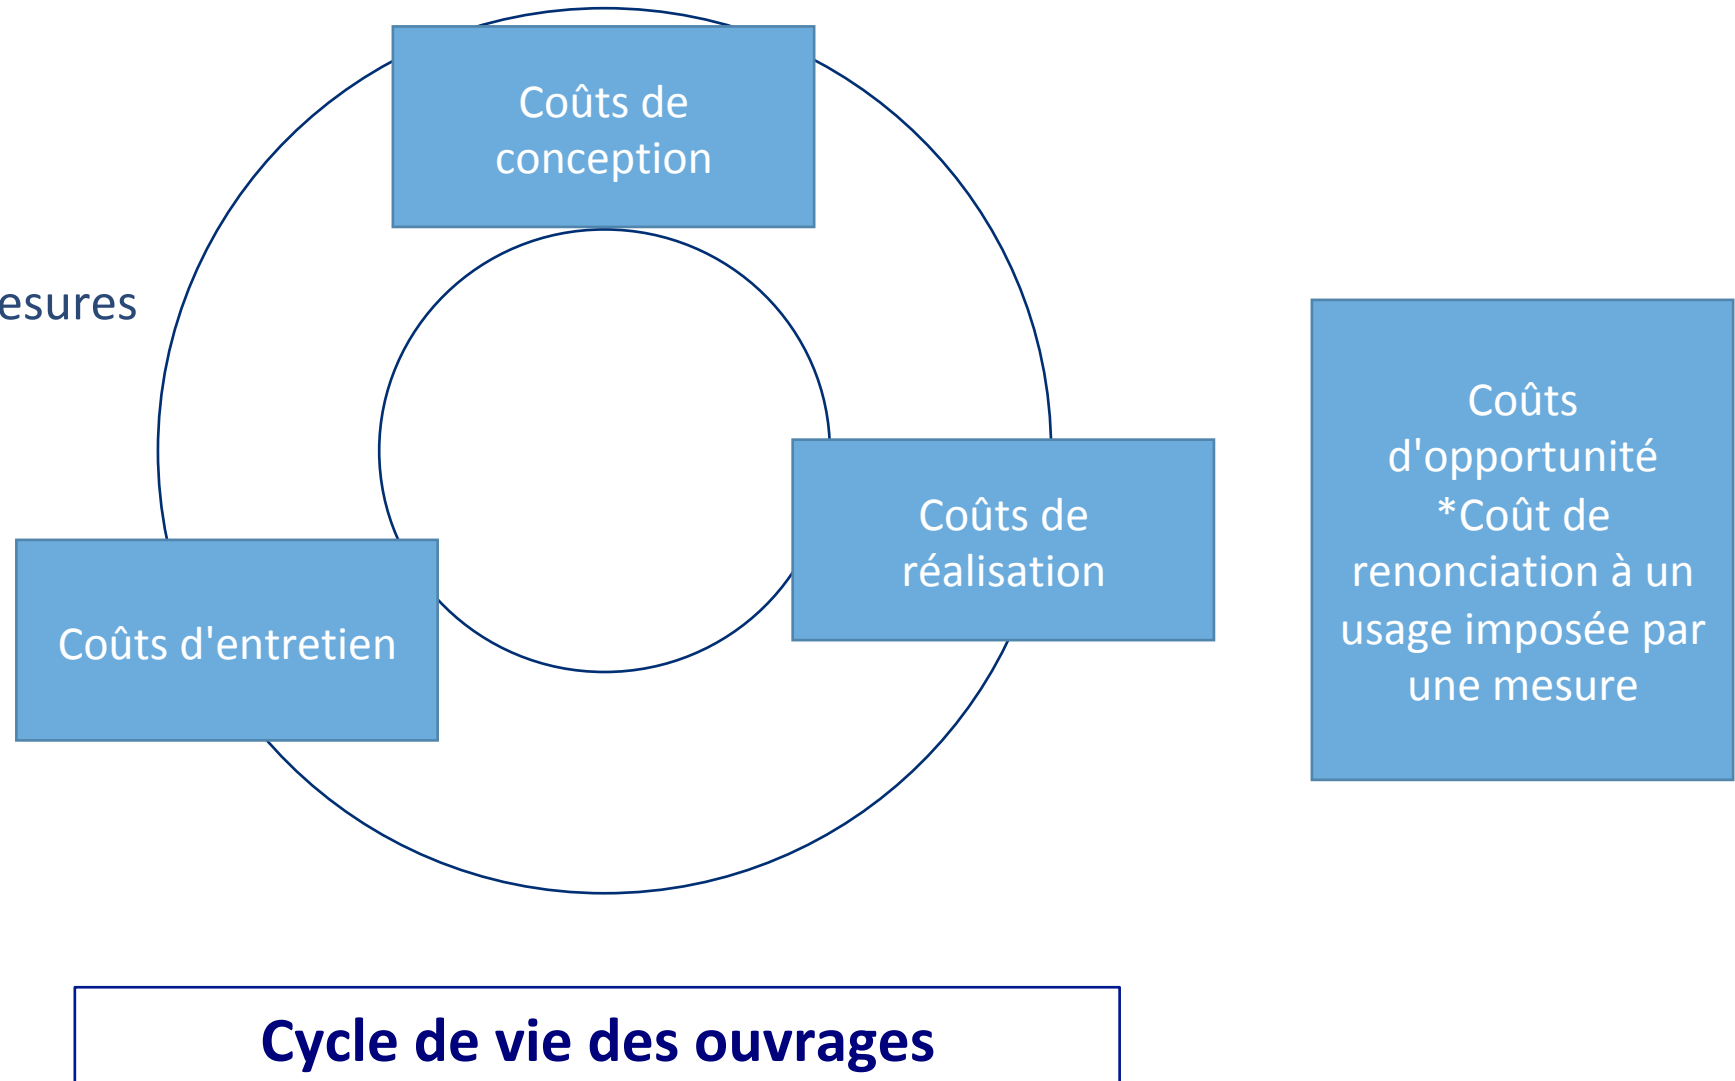 Coûts de
conception
esures
Coûts de
réalisation
Coûts d'entretien
Coûts
d'opportunité
*Coût de
renonciation à un
usage imposée par
une mesure
Cycle de vie des ouvrages